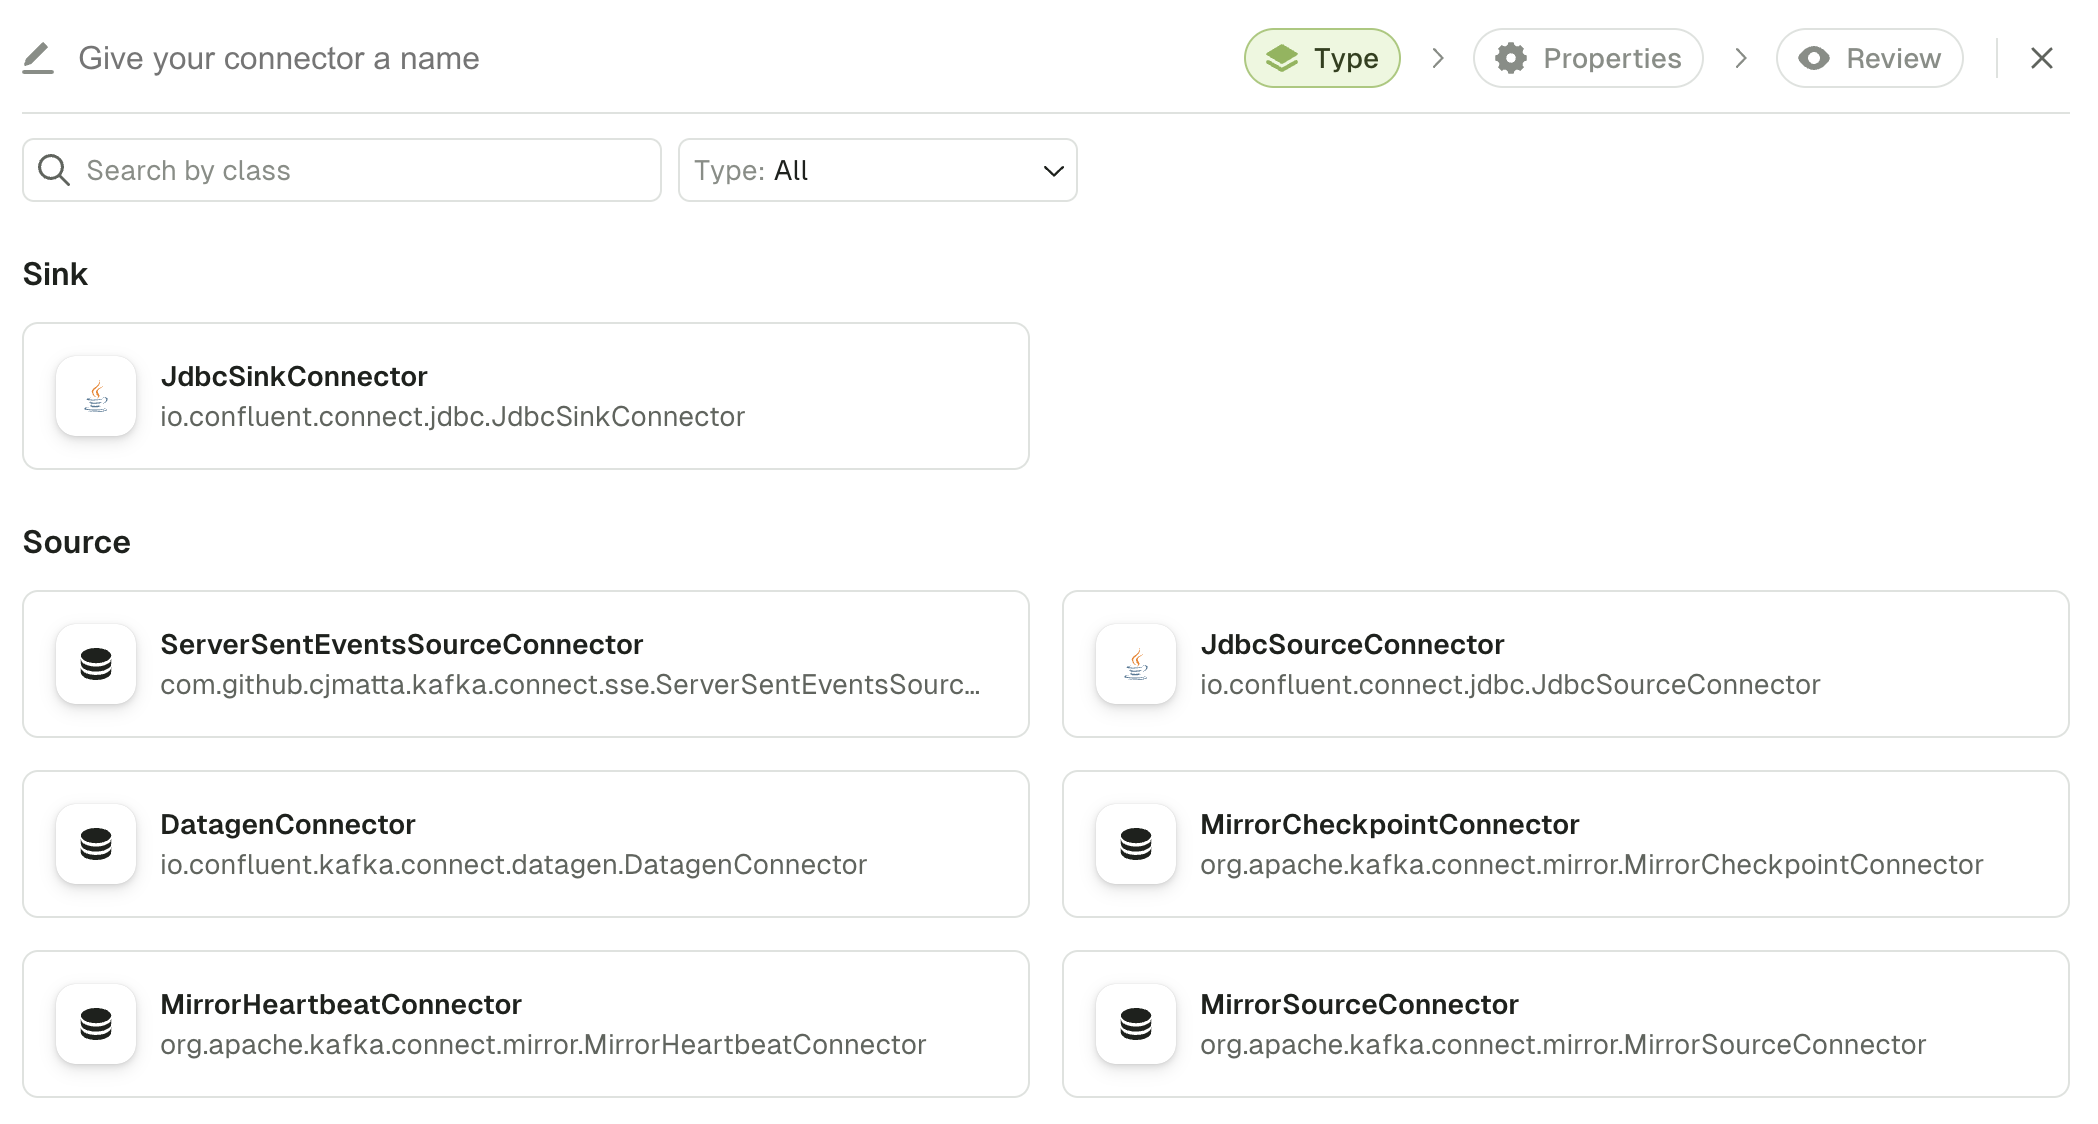 Give your connector a name
Type
Properties
Review
Search by class
Type: All
Sink
JdbcSinkConnector
io.confluent.connect.jdbc.JdbcSinkConnector
Source
ServerSentEventsSourceConnector
com.github.cjmatta.kafka.connect.sse.ServerSentEventsSourc...
JdbcSourceConnector
io.confluent.connect.jdbc.JdbcSourceConnector
DatagenConnector
io.confluent.kafka.connect.datagen.DatagenConnector
MirrorCheckpointConnector
org.apache.kafka.connect.mirror.MirrorCheckpointConnector
MirrorHeartbeatConnector
org.apache.kafka.connect.mirror.MirrorHeartbeatConnector
MirrorSourceConnector
org.apache.kafka.connect.mirror.MirrorSourceConnector